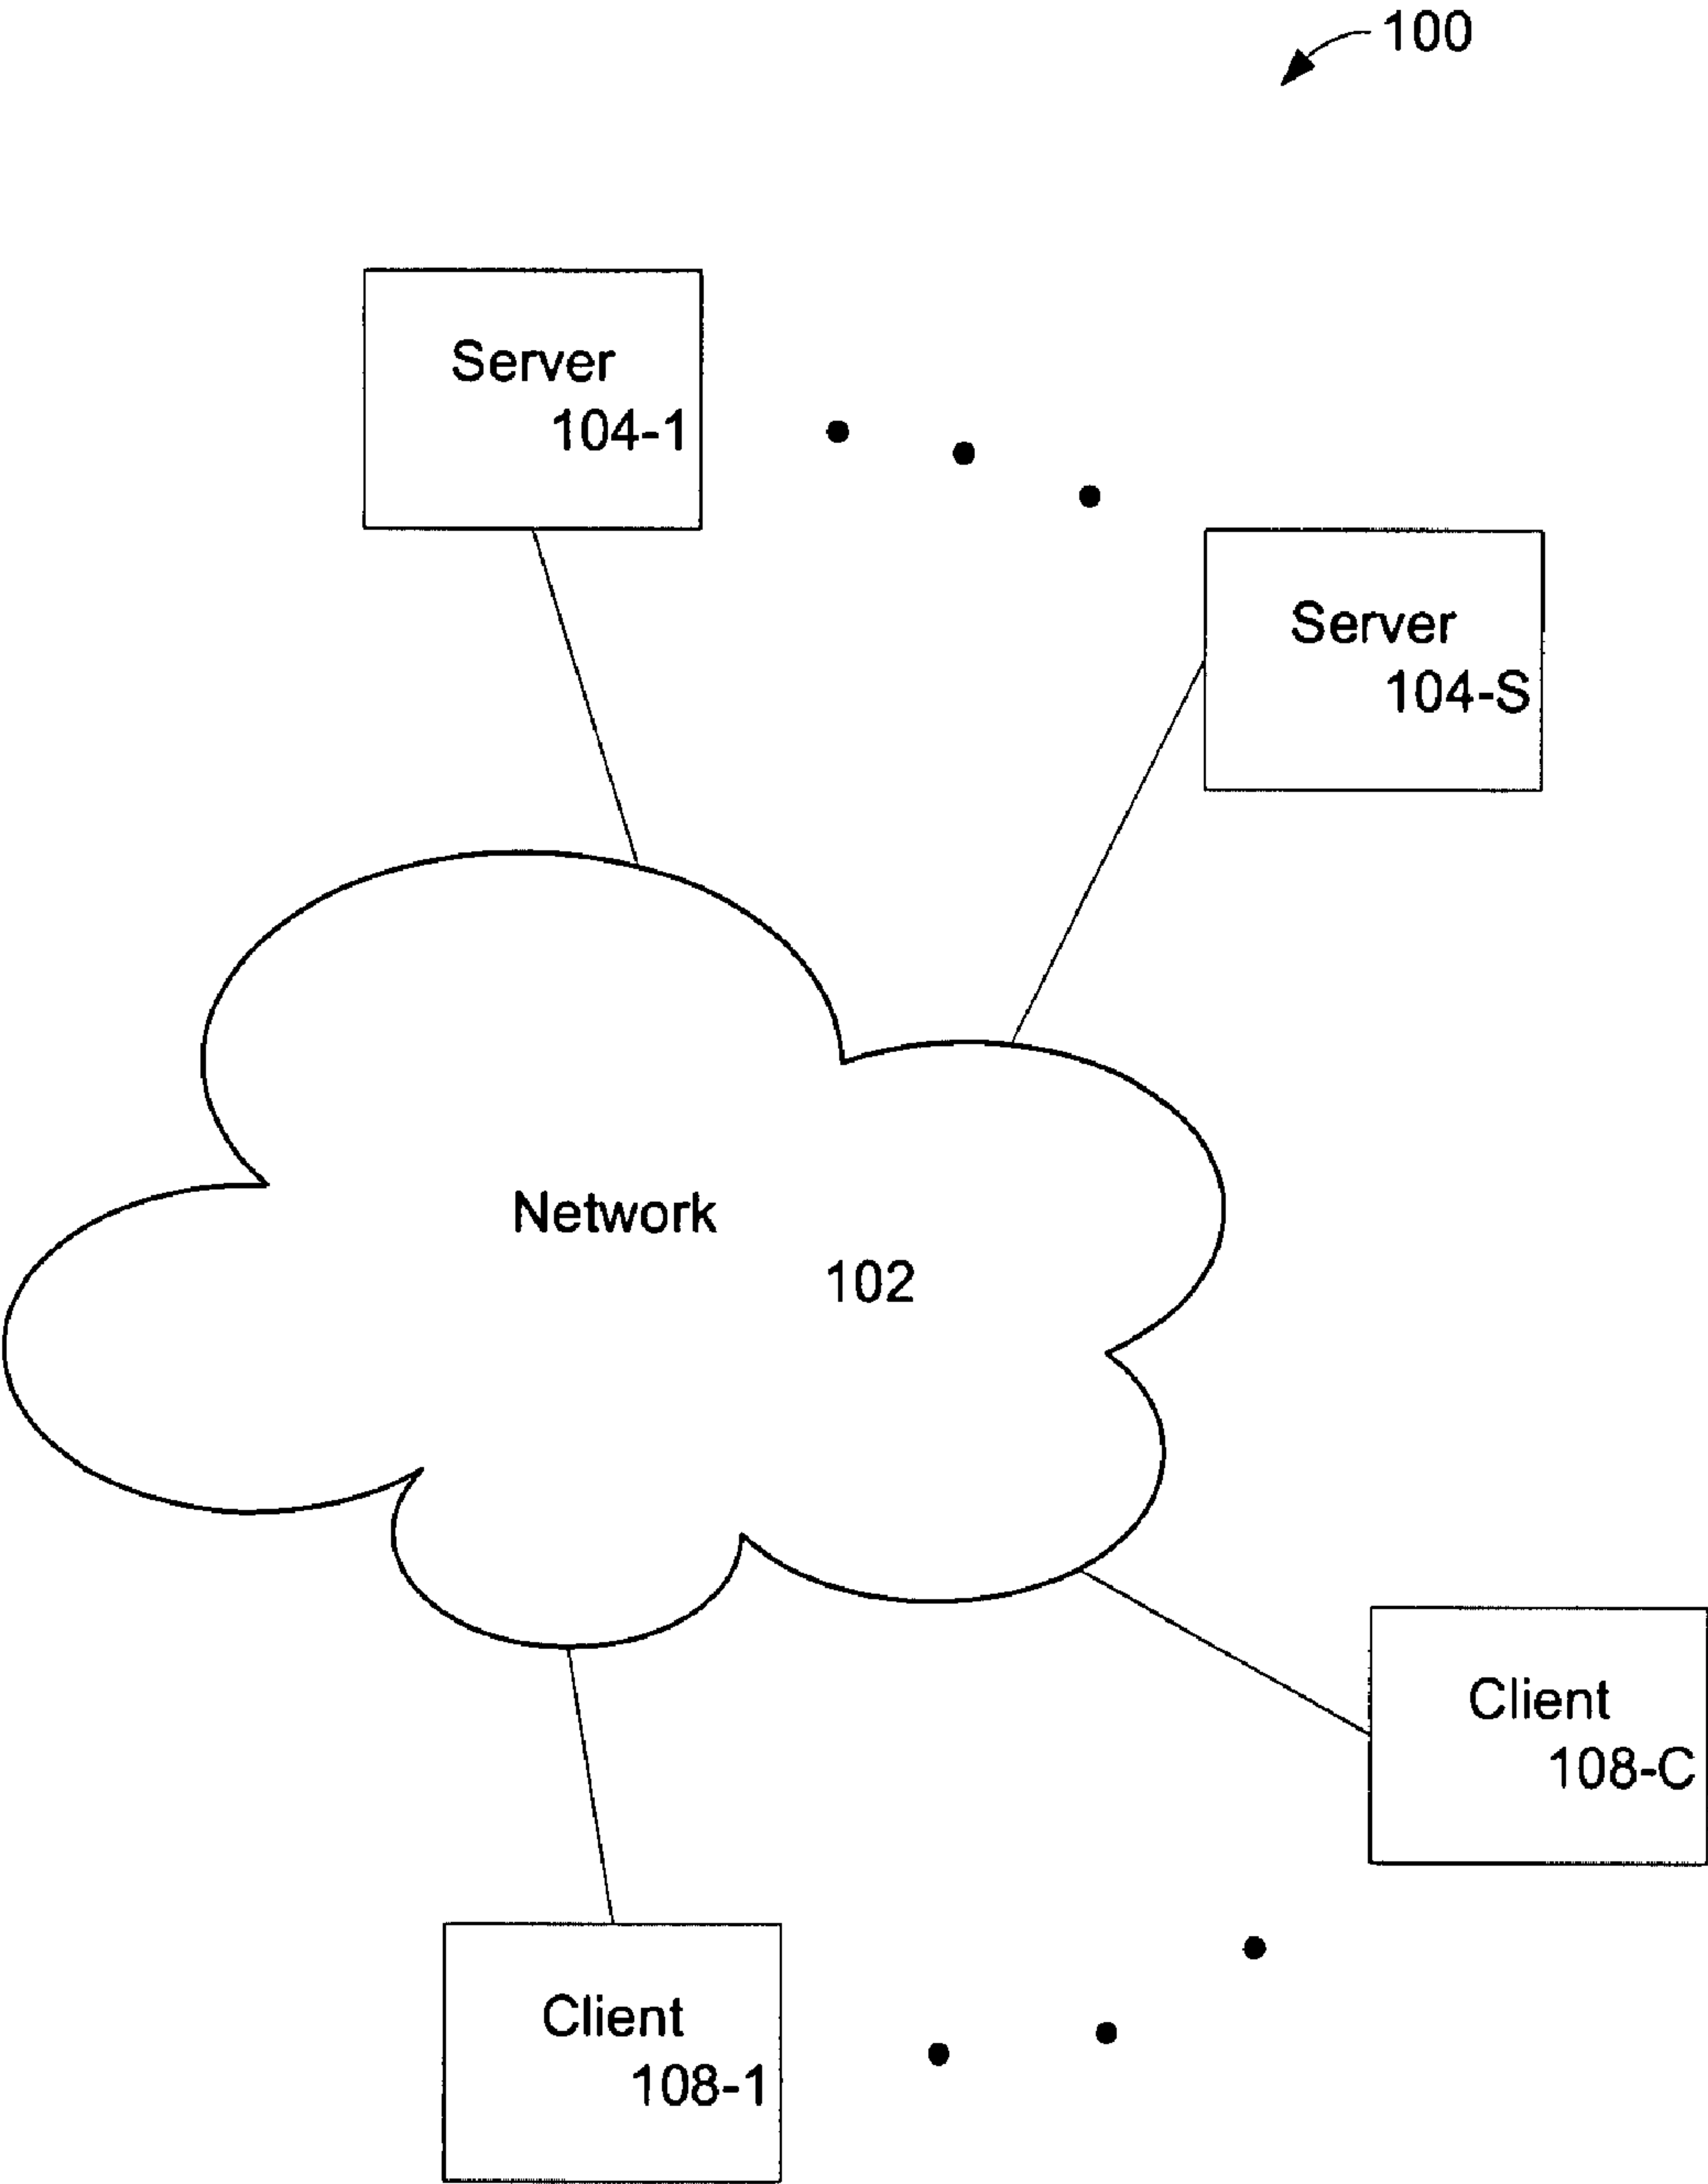 100
Server
104-1
Server
104-S
Network
102
Client
108-C
Client
108-1